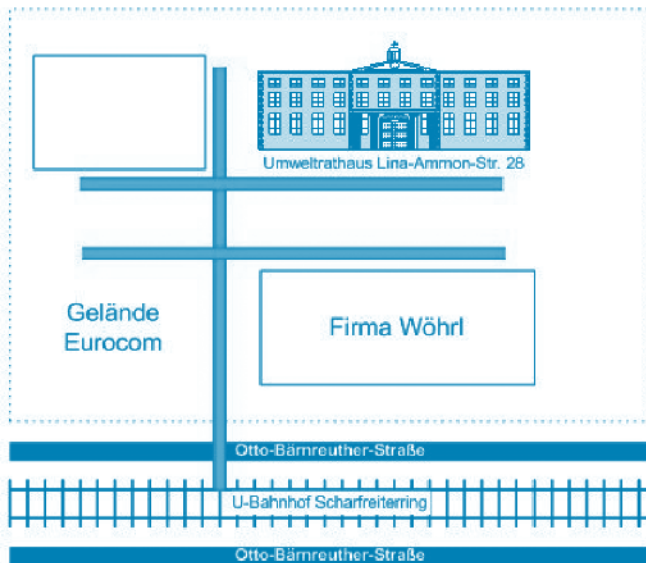 Umweltrathaus Lina-Ammon-Str. 28
Gelände
Eurocom
Firma Wöhrl
Otto-Bärnreuther-Straße
U-Bahnhof Scharfreiterring
Otto-Bärnreuther-Straße